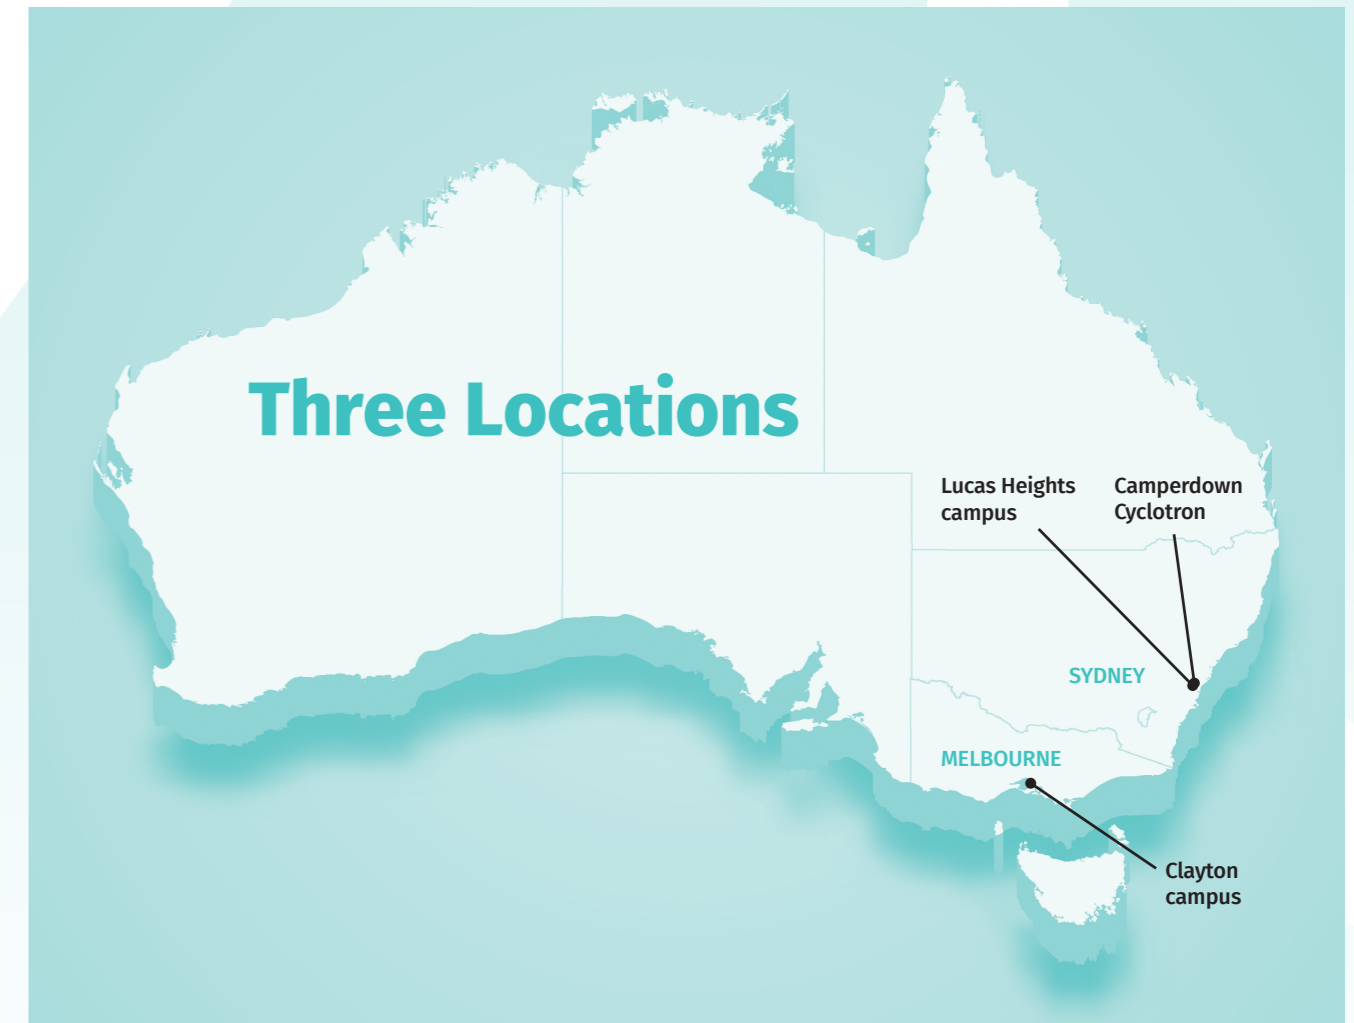 Three Locations
Lucas Heights
campus
Camperdown
Cyclotron
SYDNEY
MELBOURNE
Clayton
campus